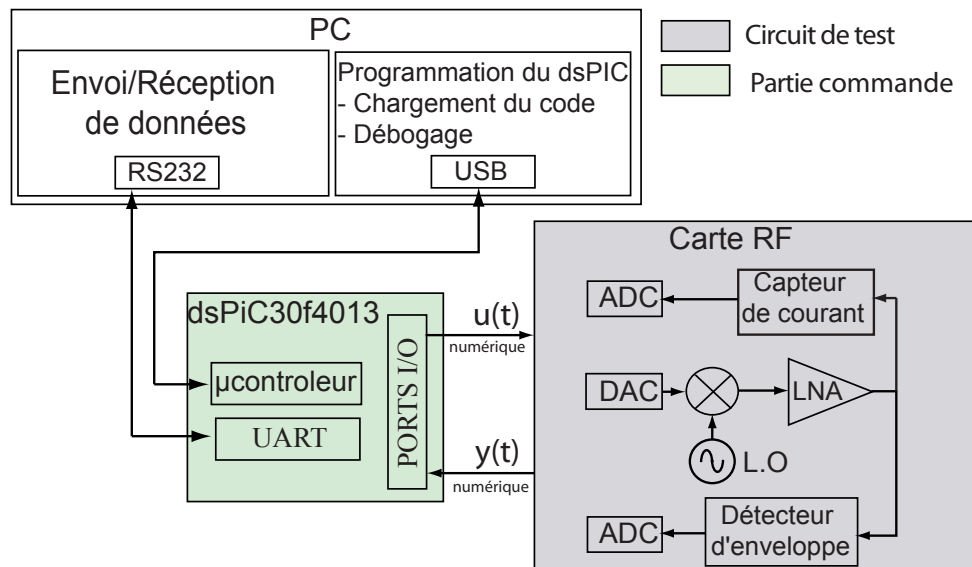 PC
Envoi/Réception
de données
RS232
Programmation du dsPIC
- Chargement du code
- Débogage
USB
Circuit de test
Partie commande
dsPiC30f4013
µcontroleur
UART
PORTS I/O
u(t)
numérique
y(t)
numérique
Carte RF
ADC
Capteur
de courant
DAC
LNA
L.O
ADC
Détecteur
d'enveloppe